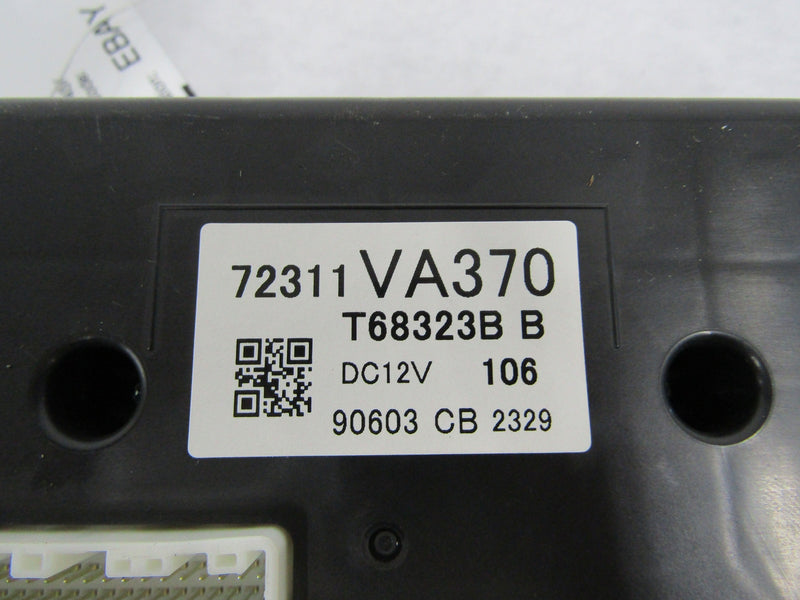 EBAY
72311 VA370
T68323B B
DC12V 106
90603 CB 2329